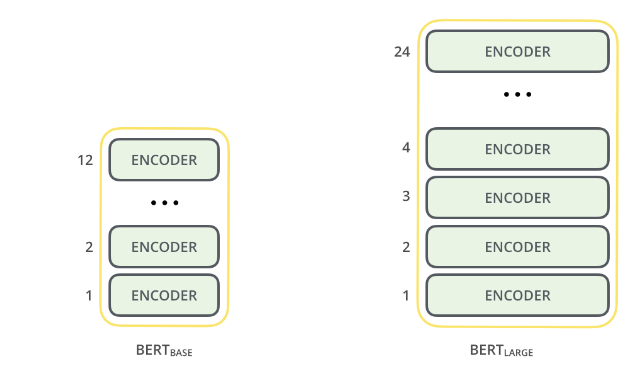 12 ENCODER
...
2 ENCODER
1 ENCODER
BERTBASE
24 ENCODER
...
4 ENCODER
3 ENCODER
2 ENCODER
1 ENCODER
BERTLARGE